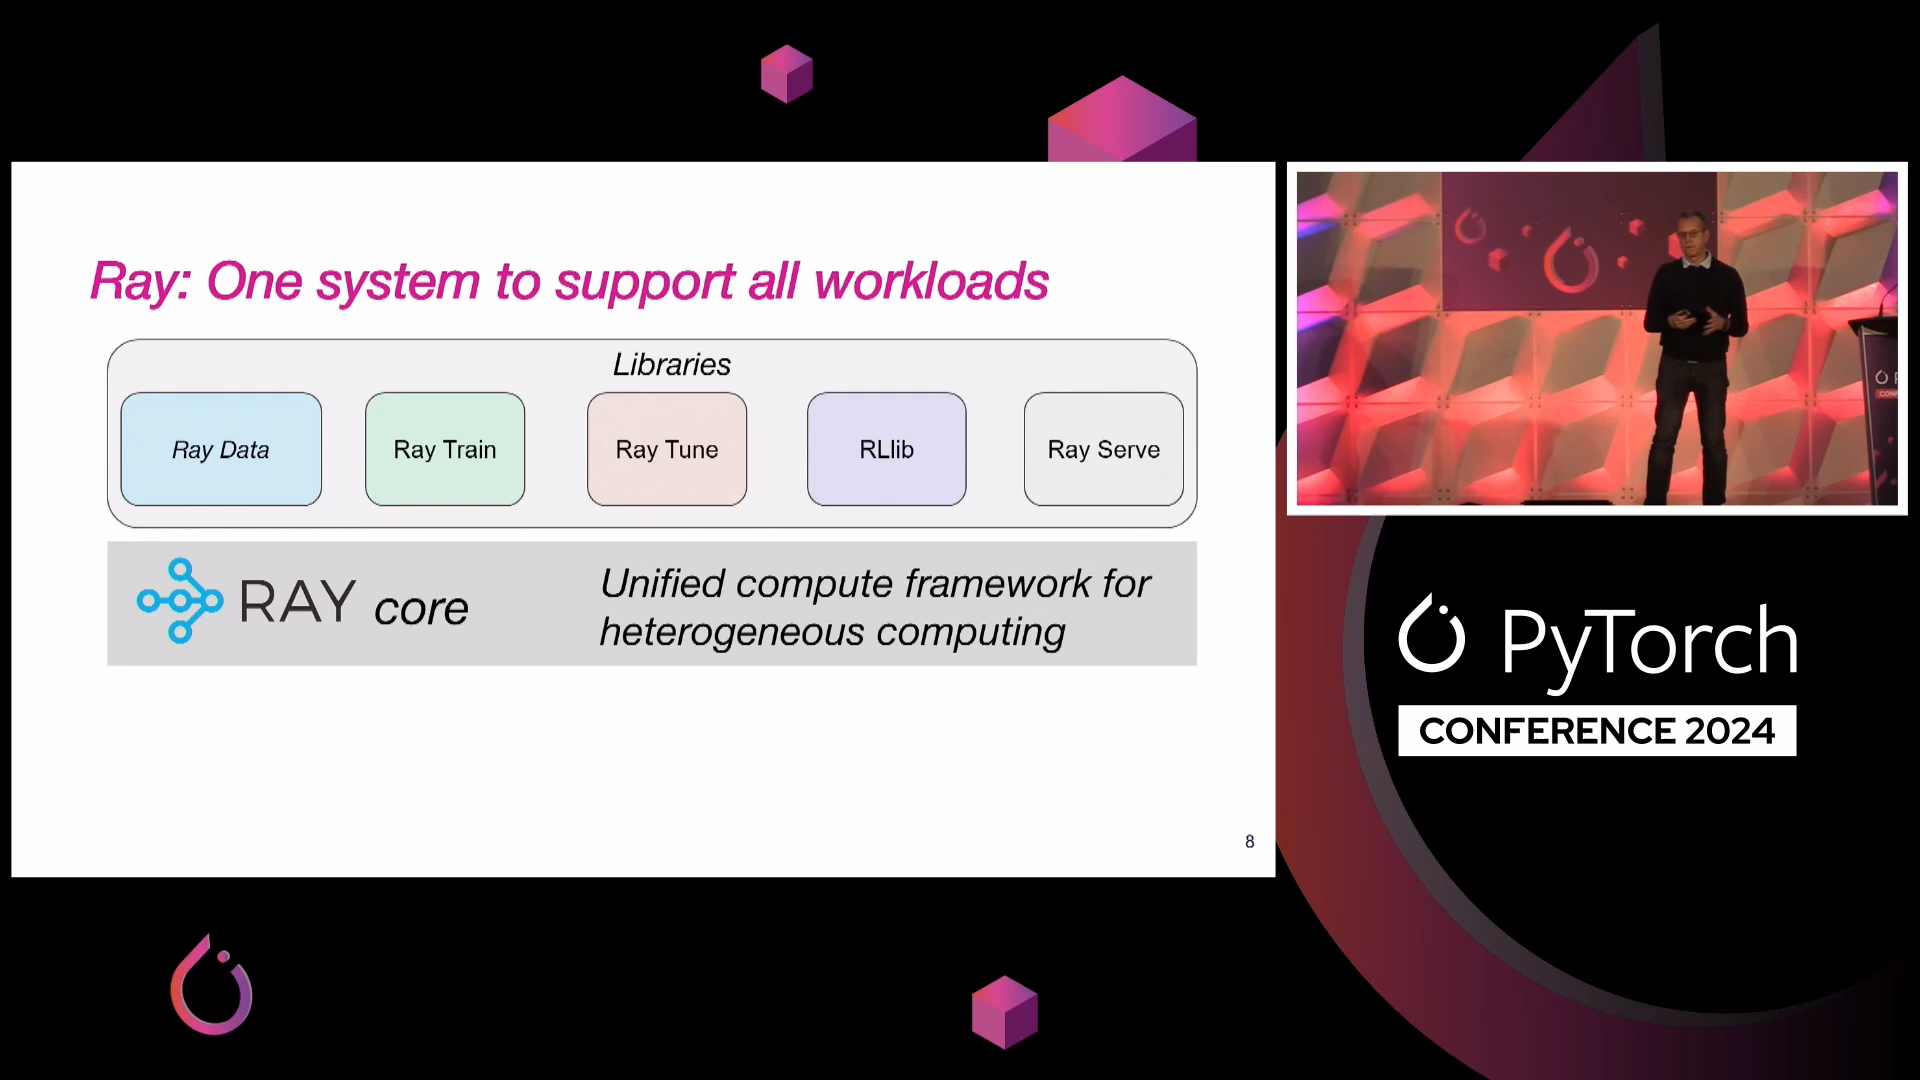 Ray: One system to support all workloads
Libraries
Ray Data
Ray Train
Ray Tune
RLlib
Ray Serve
RAY core
Unified compute framework for
heterogeneous computing
8
PyTorch
CONFERENCE 2024